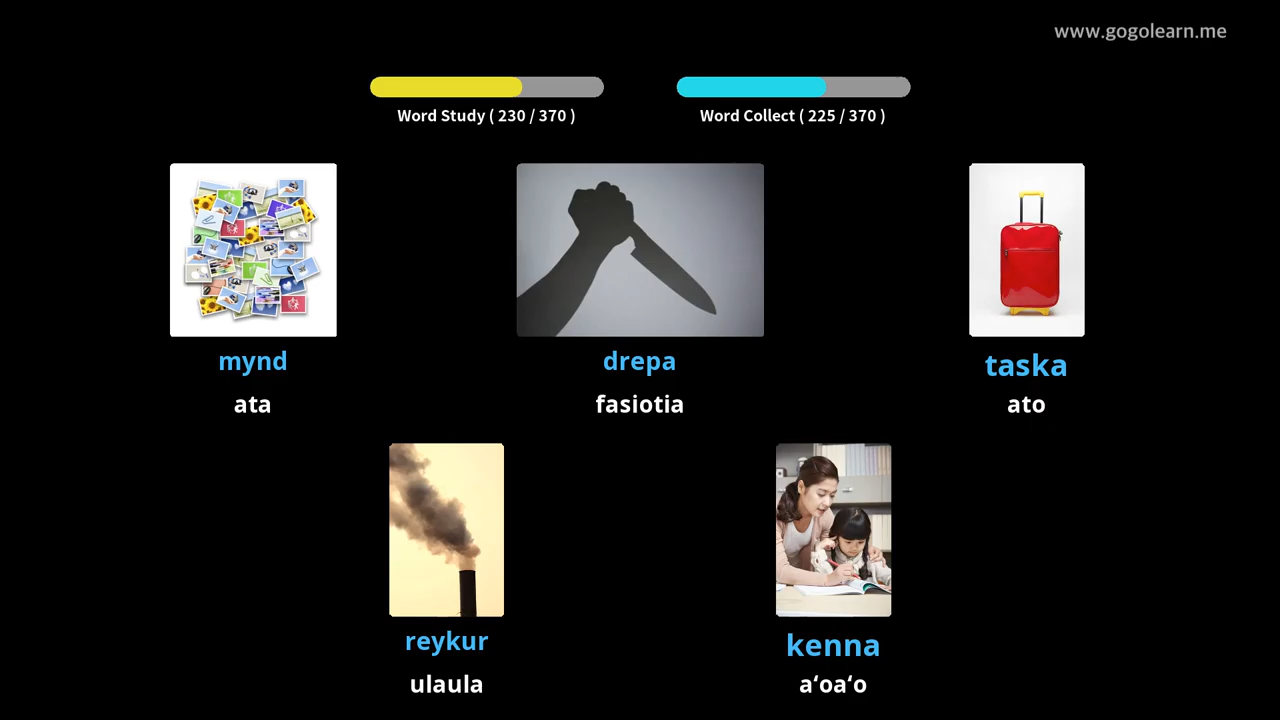 www.gogolearn.me
Word Study ( 230 / 370 )
Word Collect ( 225 / 370 )
mynd
ata
drepa
fasiotia
taska
ato
reykur
ulaula
kenna
aʻoaʻo